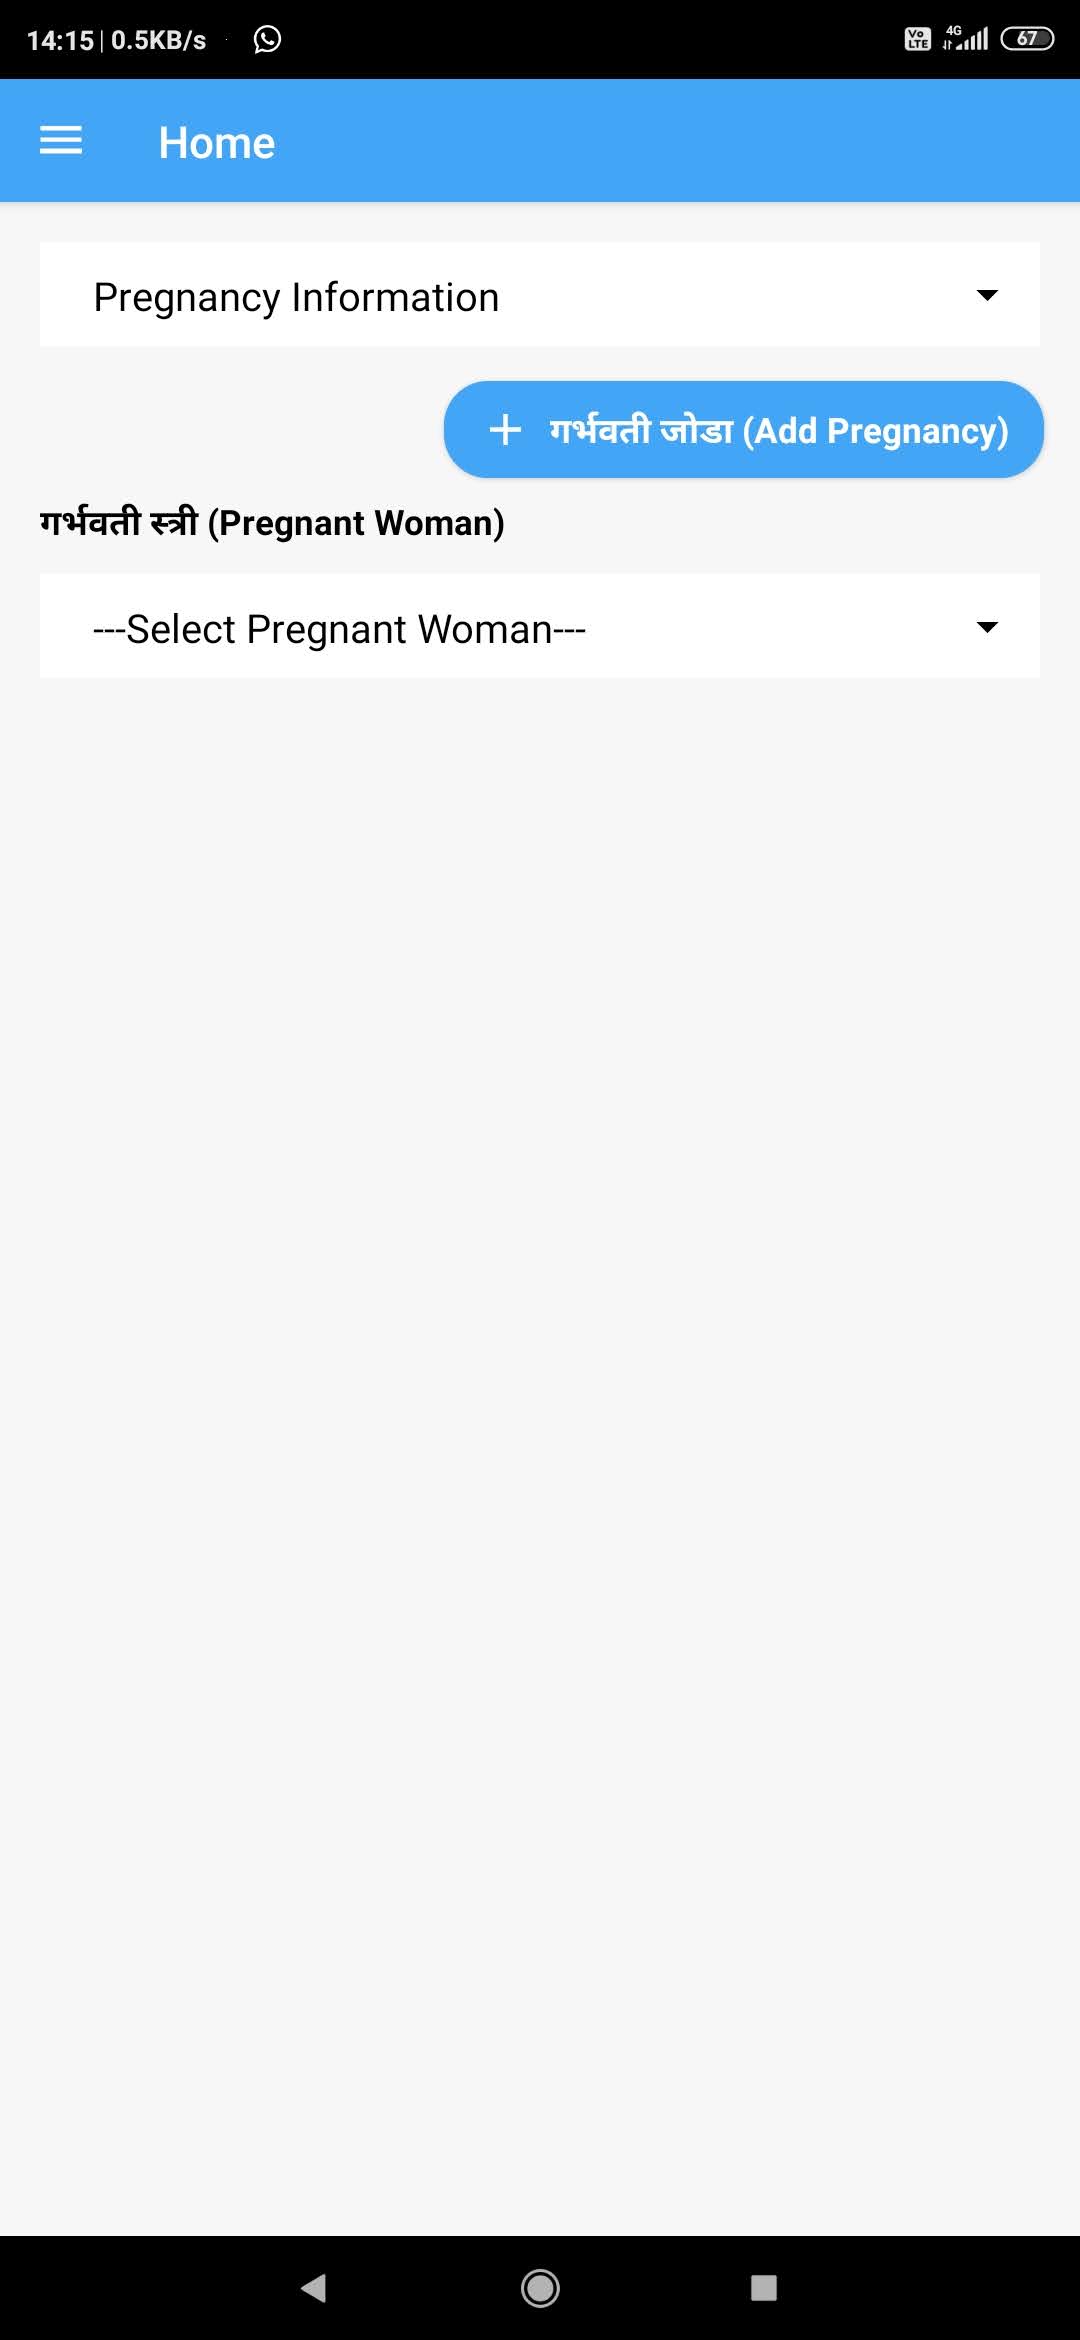 14:15 | 0.5KB/s
Vo LTE 4G 67
Home
Pregnancy Information
+ गर्भवती जोडा (Add Pregnancy)
गर्भवती स्त्री (Pregnant Woman)
---Select Pregnant Woman---